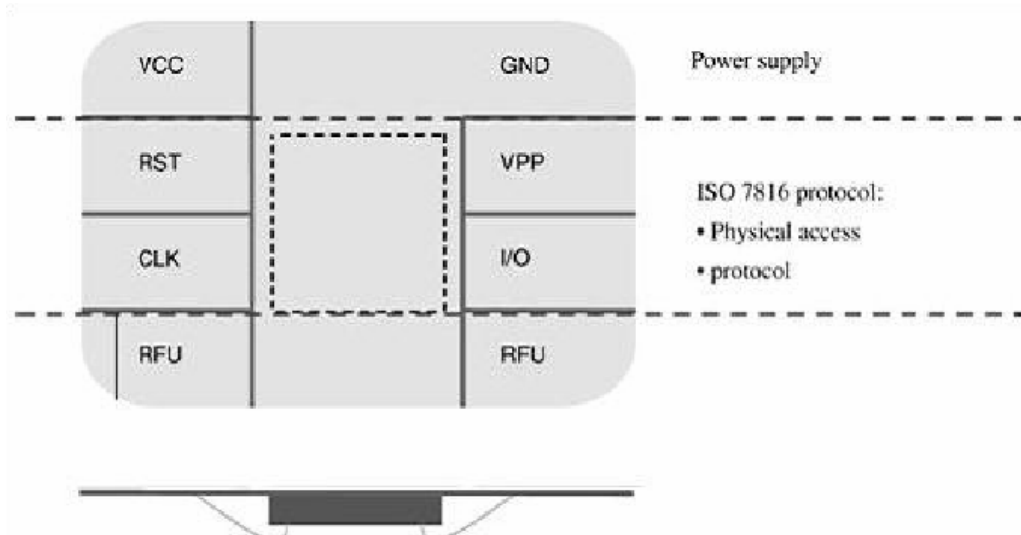 VCC GND Power supply
RST VPP
ISO 7816 protocol:
• Physical access
CLK I/O
• protocol
RFU RFU